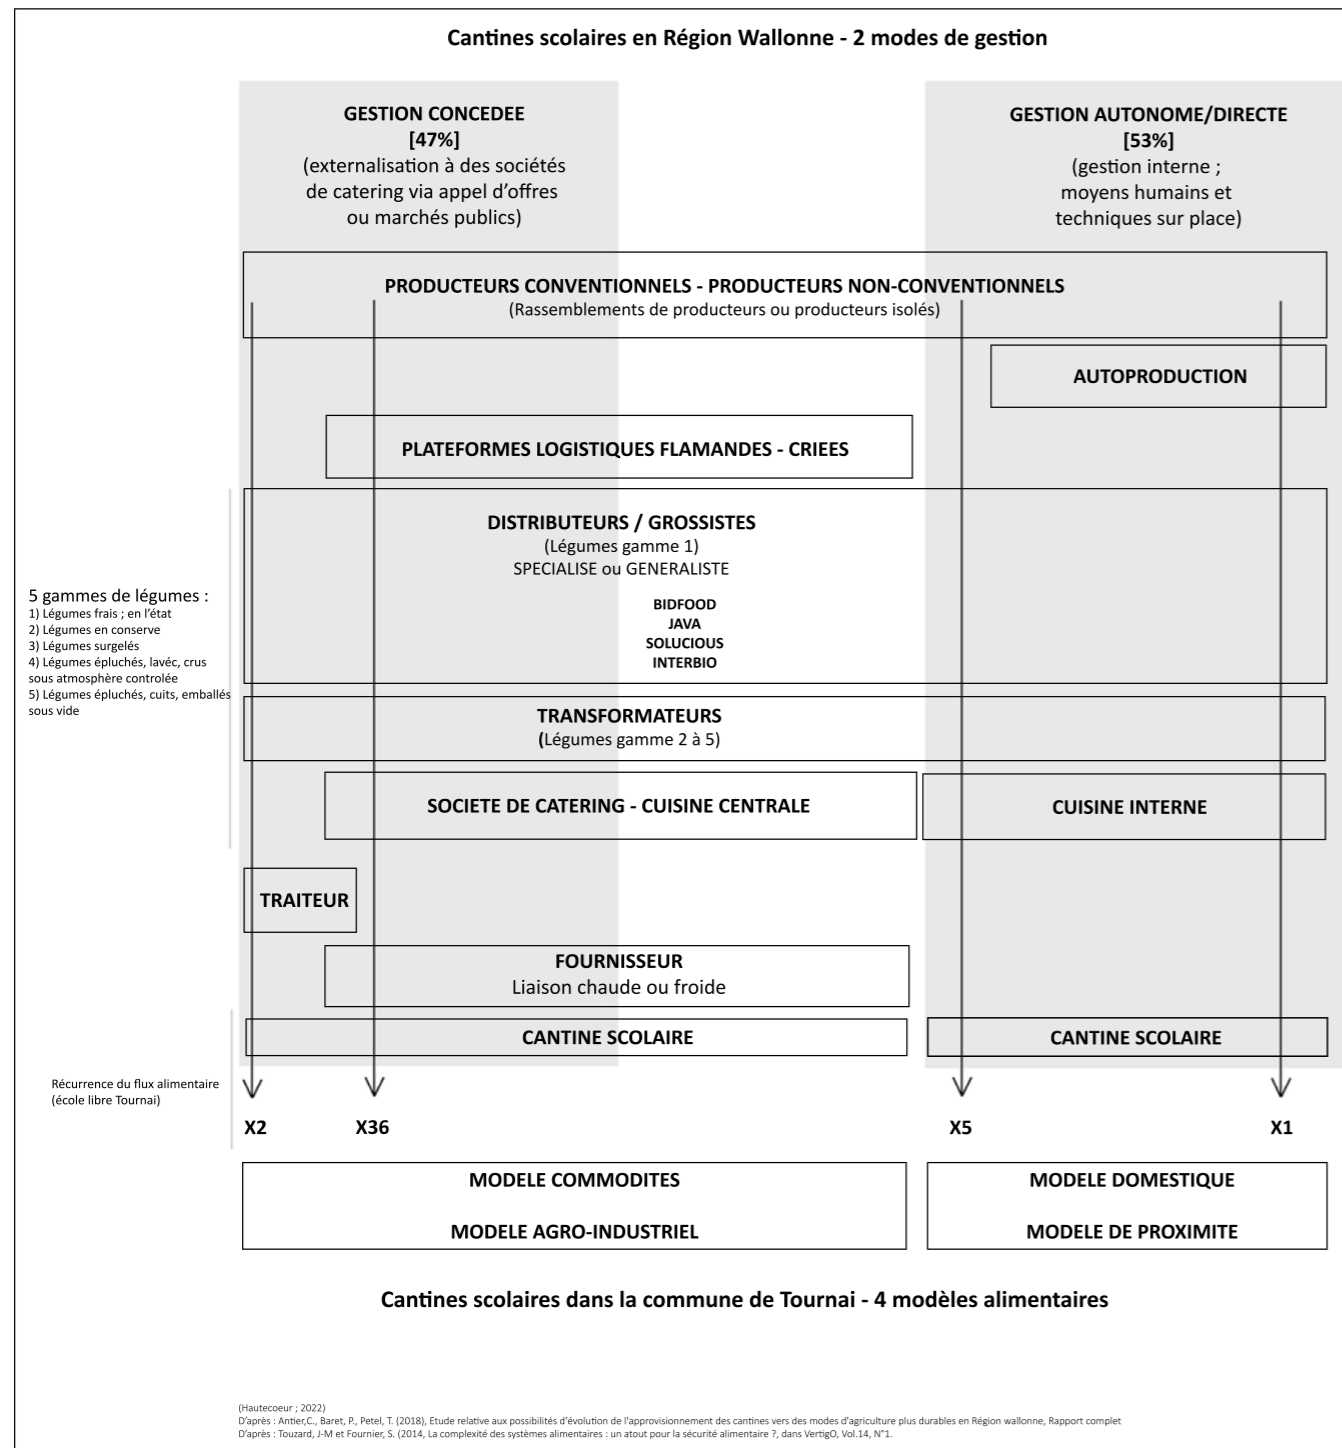 Cantines scolaires en Région Wallonne - 2 modes de gestion
GESTION CONCEDEE
[47%]
(externalisation à des sociétés
de catering via appel d'offres
ou marchés publics)
GESTION AUTONOME/DIRECTE
[53%]
(gestion interne ;
moyens humains et
techniques sur place)
PRODUCTEURS CONVENTIONNELS - PRODUCTEURS NON-CONVENTIONNELS
(Rassemblements de producteurs ou producteurs isolés)
AUTOPRODUCTION
PLATEFORMES LOGISTIQUES FLAMANDES - CRIEES
DISTRIBUTEURS / GROSSISTES
(Légumes gamme 1)
SPECIALISE ou GENERALISTE
BIDFOOD
JAVA
SOLUCIOUS
INTERBIO
5 gammes de légumes :
1) Légumes frais ; en l'état
2) Légumes en conserve
3) Légumes surgelés
4) Légumes épluchés, lavéc, crus
sous atmosphère controlée
5) Légumes épluchés, cuits, emballés
sous vide
TRANSFORMATEURS
(Légumes gamme 2 à 5)
SOCIETE DE CATERING - CUISINE CENTRALE
CUISINE INTERNE
TRAITEUR
FOURNISSEUR
Liaison chaude ou froide
CANTINE SCOLAIRE
CANTINE SCOLAIRE
Récurrence du flux alimentaire
(école libre Tournai)
X2
X36
X5
X1
MODELE COMMODITES
MODELE AGRO-INDUSTRIEL
MODELE DOMESTIQUE
MODELE DE PROXIMITE
Cantines scolaires dans la commune de Tournai - 4 modèles alimentaires
(Hautecoeur ; 2022)
D'après : Antier,C., Baret, P., Petel, T. (2018), Etude relative aux possibilités d'évolution de l'approvisionnement des cantines vers des modes d'agriculture plus durables en Région wallonne, Rapport complet
D'après : Touzard, J-M et Fournier, S. (2014, La complexité des systèmes alimentaires : un atout pour la sécurité alimentaire ?, dans VertigO, Vol.14, N°1.